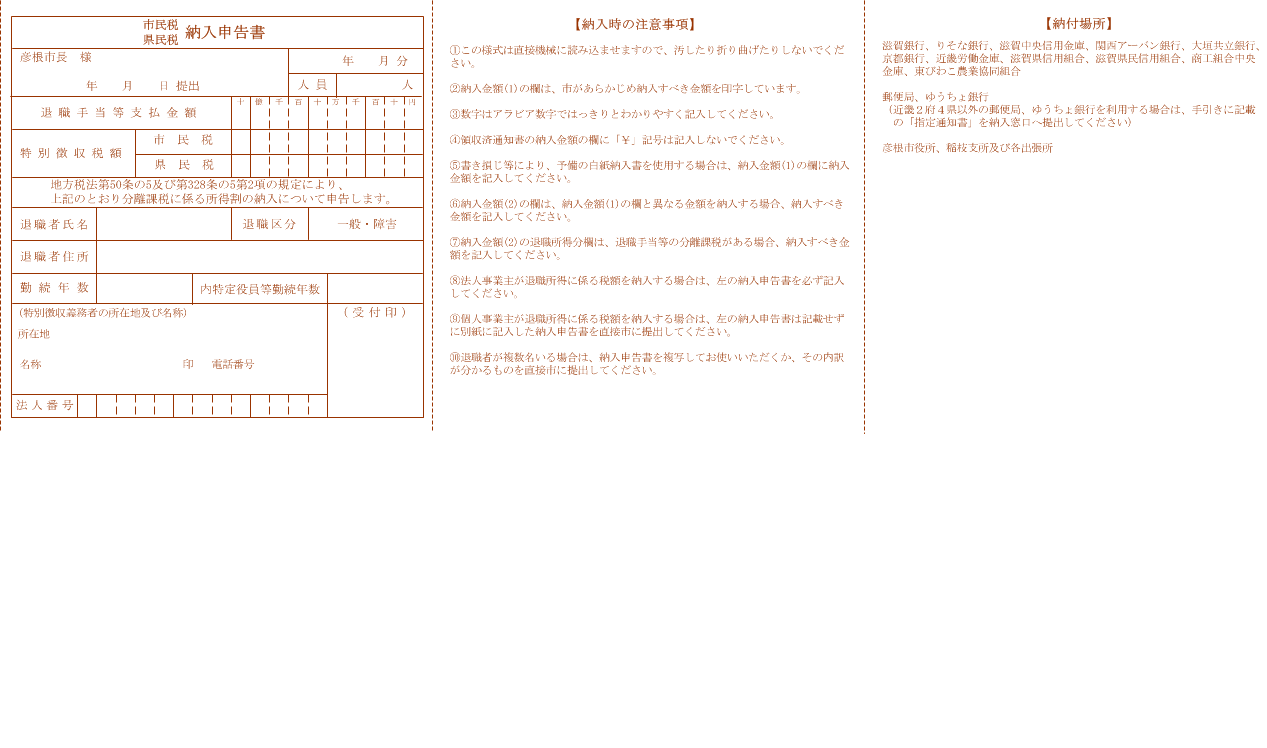 市民税
県民税
納入申告書
彦根市長　様
年　月　日 提出
年　月 分
人 員
人
退 職 手 当 等 支 払 金 額
十 億 千 百 十 万 千 百 十 円
特 別 徴 収 税 額
市 民 税
県 民 税
地方税法第50条の5及び第328条の5第2項の規定により、
上記のとおり分離課税に係る所得割の納入について申告します。
退 職 者 氏 名
退 職 区 分
一般・障害
退 職 者 住 所
勤 続 年 数
内特定役員等勤続年数
(特別徴収義務者の所在地及び名称)
(受付印)
所在地
名称
印
電話番号
法 人 番 号
【納入時の注意事項】
①この様式は直接機械に読み込ませますので、汚したり折り曲げたりしないでくだ
さい。
②納入金額(1)の欄は、市があらかじめ納入すべき金額を印字しています。
③数字はアラビア数字ではっきりとわかりやすく記入してください。
④領収済通知書の納入金額の欄に「￥」記号は記入しないでください。
⑤書き損じ等により、予備の白紙納入書を使用する場合は、納入金額(1)の欄に納入
金額を記入してください。
⑥納入金額(2)の欄は、納入金額(1)の欄と異なる金額を納入する場合、納入すべき
金額を記入してください。
⑦納入金額(2)の退職所得分欄は、退職手当等の分離課税がある場合、納入すべき金
額を記入してください。
⑧法人事業主が退職所得に係る税額を納入する場合は、左の納入申告書を必ず記入
してください。
⑨個人事業主が退職所得に係る税額を納入する場合は、左の納入申告書は記載せず
に別紙に記入した納入申告書を直接市に提出してください。
⑩退職者が複数名いる場合は、納入申告書を複写してお使いいただくか、その内訳
が分かるものを直接市に提出してください。
【納付場所】
滋賀銀行、りそな銀行、滋賀中央信用金庫、関西アーバン銀行、大垣共立銀行、
京都銀行、近畿労働金庫、滋賀県信用組合、滋賀県民信用組合、商工組合中央
金庫、東びわこ農業協同組合
郵便局、ゆうちょ銀行
（近畿２府４県以外の郵便局、ゆうちょ銀行を利用する場合は、手引きに記載
の「指定通知書」を納入窓口へ提出してください）
彦根市役所、稲枝支所及び各出張所